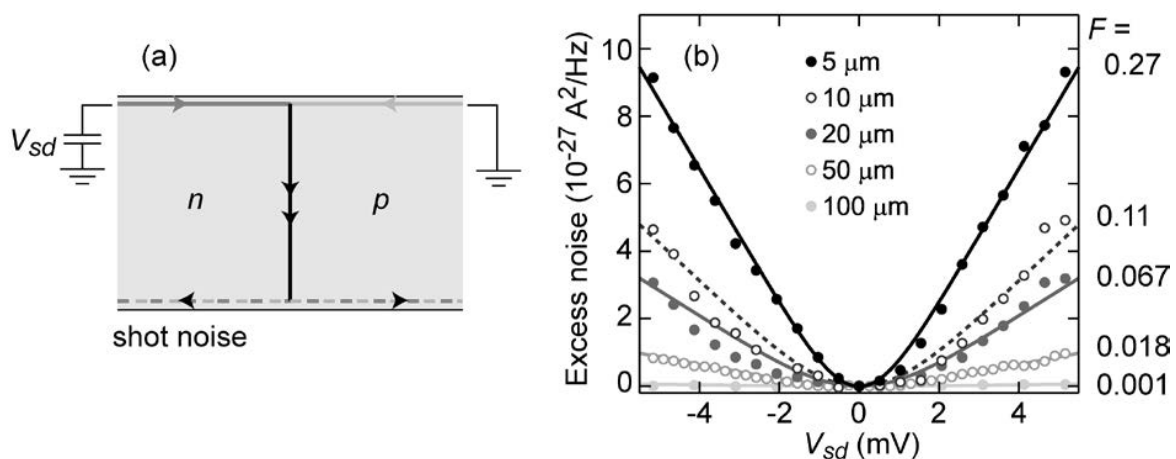 (a)
V_sd
n
p
shot noise
(b)
Excess noise (10⁻²⁷ A²/Hz)
10
8
6
4
2
0
-4
-2
0
2
4
V_sd (mV)
5 μm
10 μm
20 μm
50 μm
100 μm
F =
0.27
0.11
0.067
0.018
0.001